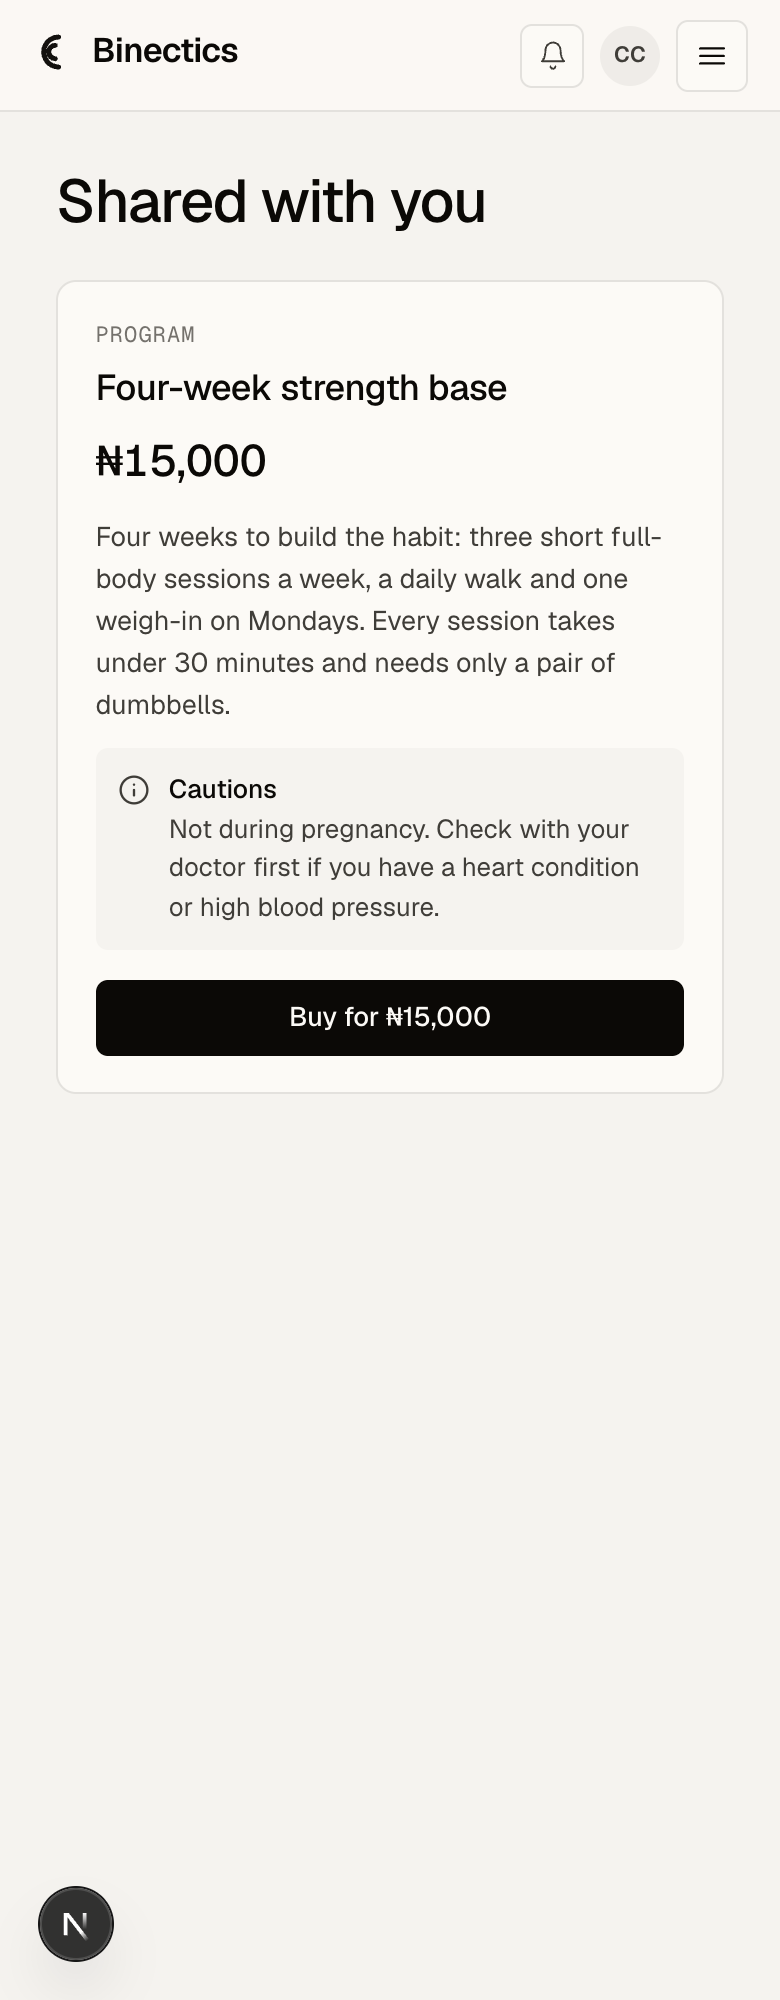 Binectics
CC
Shared with you
PROGRAM
Four-week strength base
₦15,000
Four weeks to build the habit: three short full-
body sessions a week, a daily walk and one
weigh-in on Mondays. Every session takes
under 30 minutes and needs only a pair of
dumbbells.
Cautions
Not during pregnancy. Check with your
doctor first if you have a heart condition
or high blood pressure.
Buy for ₦15,000
N